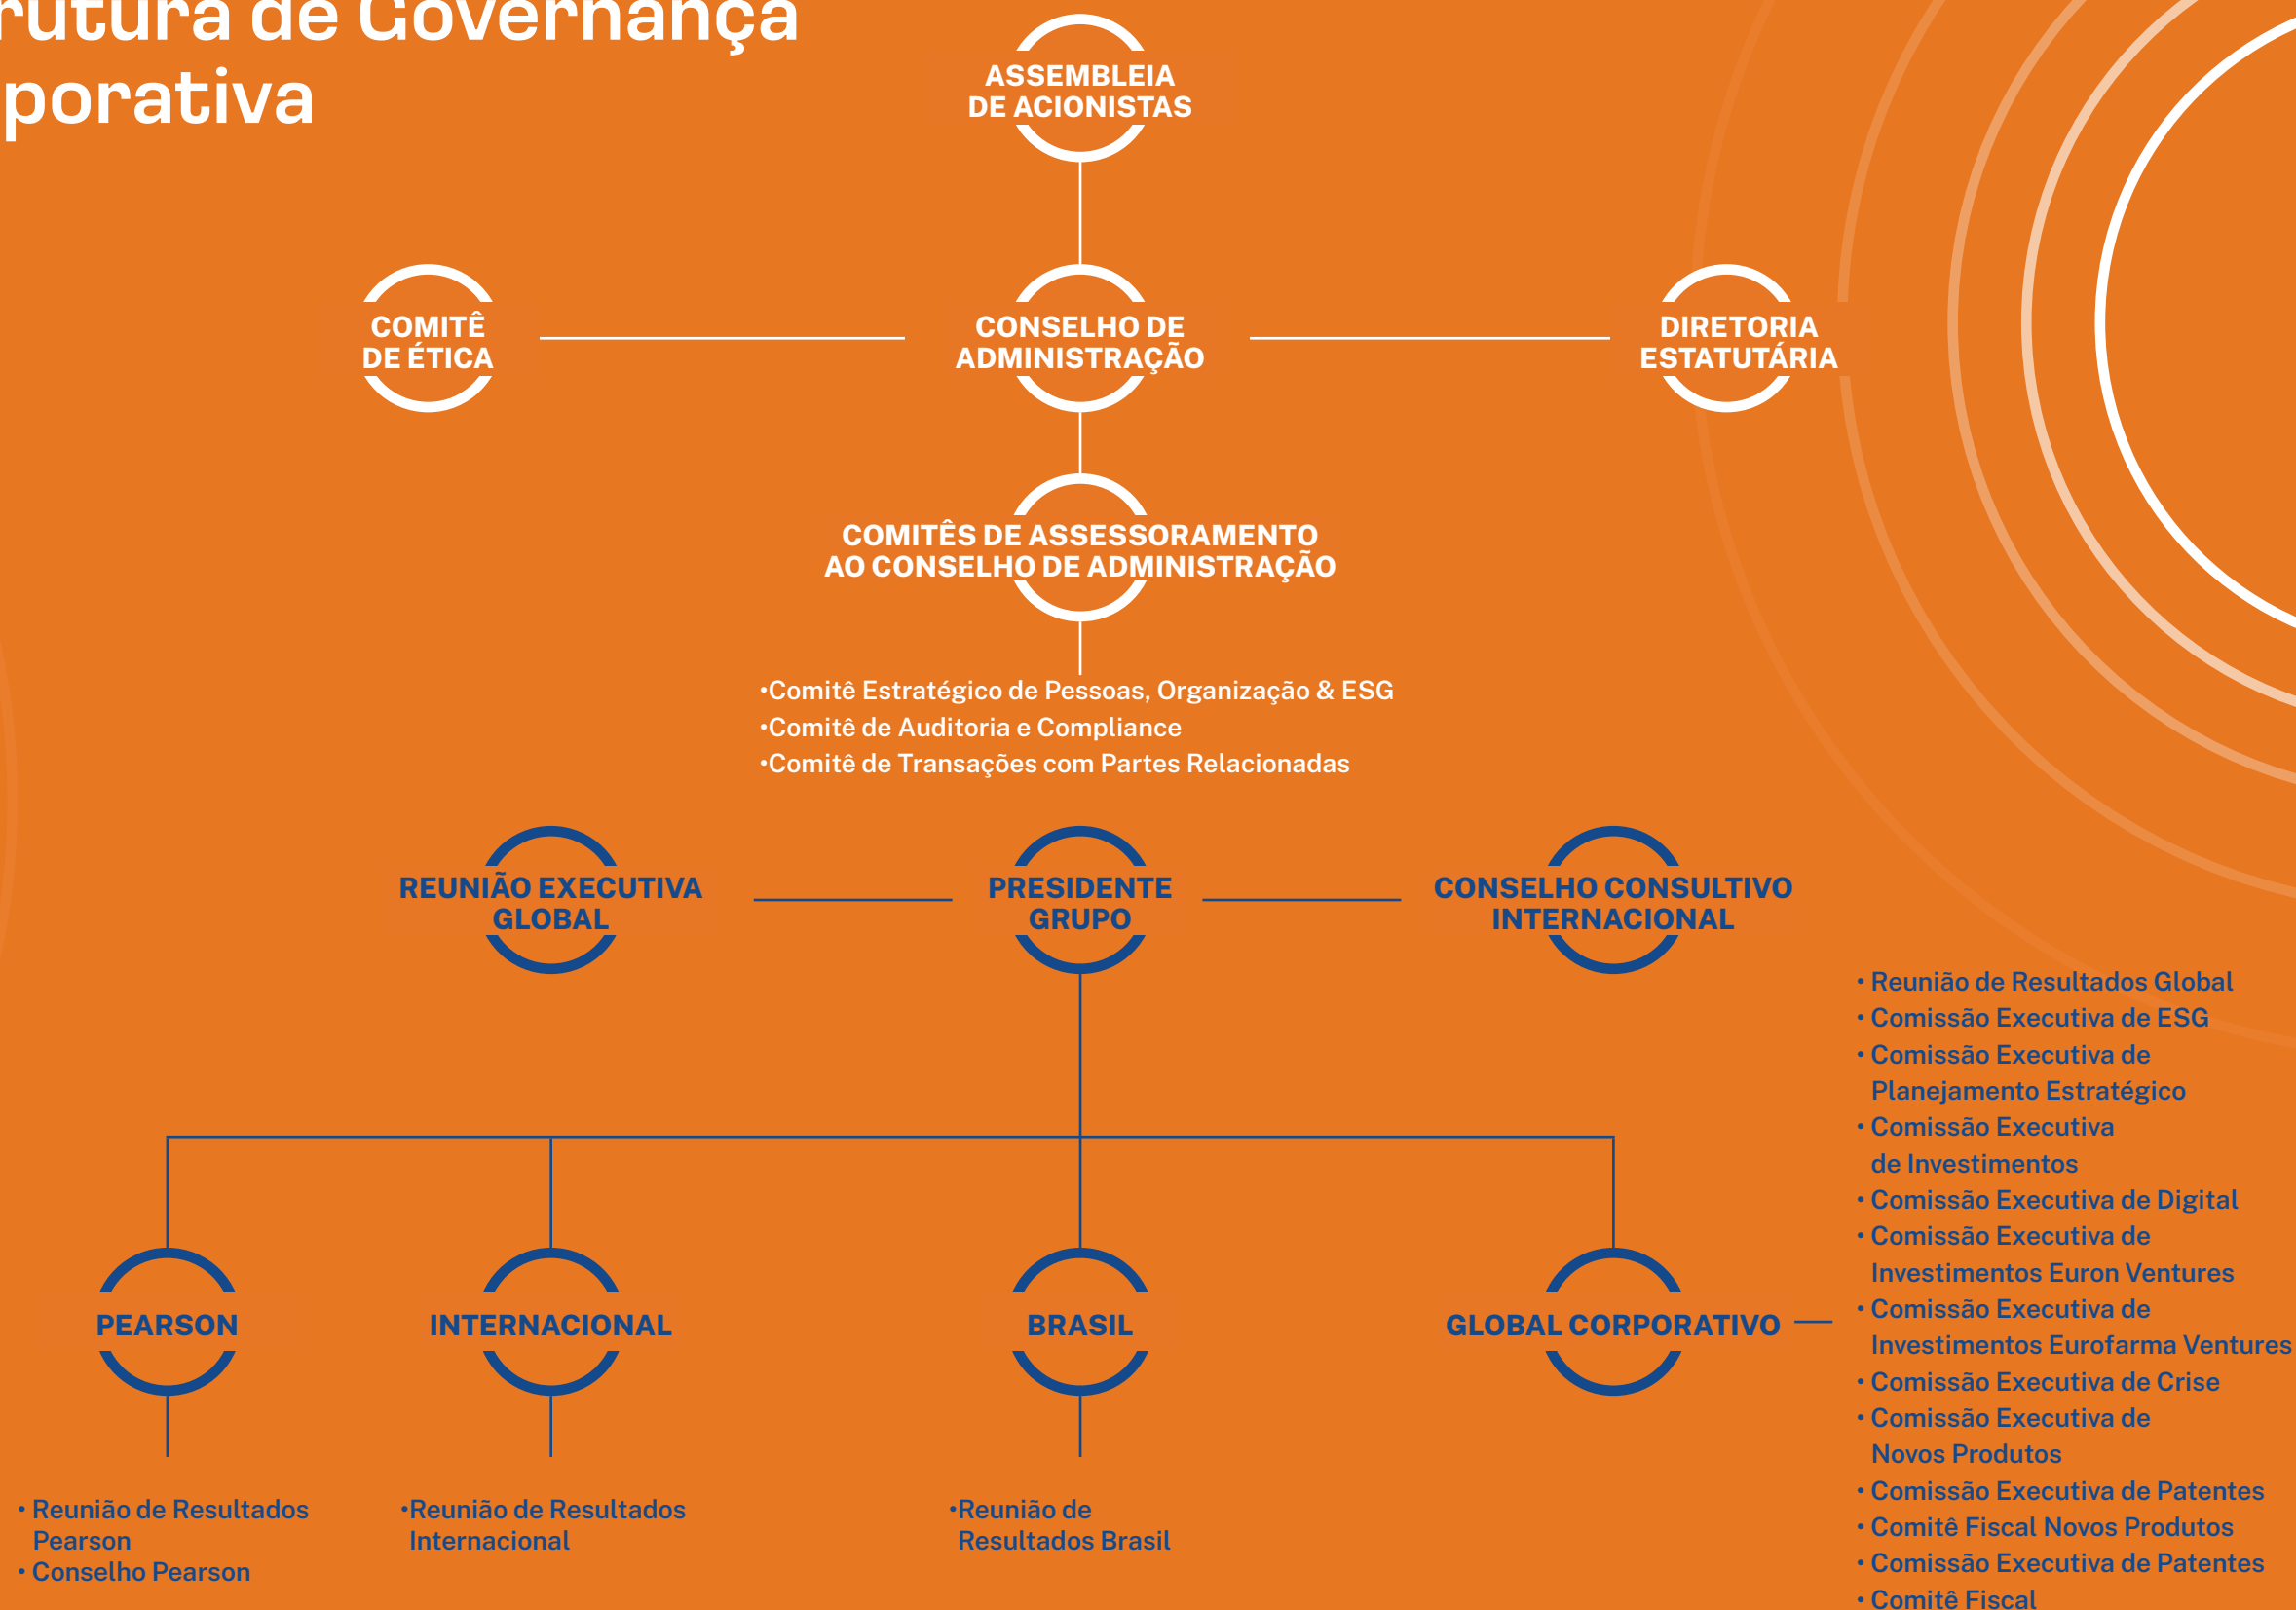 rutura de Governança
porativa
ASSEMBLEIA
DE ACIONISTAS
COMITÊ
DE ÉTICA
CONSELHO DE
ADMINISTRAÇÃO
DIRETORIA
ESTATUTÁRIA
COMITÊS DE ASSESSORAMENTO
AO CONSELHO DE ADMINISTRAÇÃO
•Comitê Estratégico de Pessoas, Organização & ESG
•Comitê de Auditoria e Compliance
•Comitê de Transações com Partes Relacionadas
REUNIÃO EXECUTIVA
GLOBAL
PRESIDENTE
GRUPO
CONSELHO CONSULTIVO
INTERNACIONAL
PEARSON
• Reunião de Resultados
Pearson
• Conselho Pearson
INTERNACIONAL
•Reunião de Resultados
Internacional
BRASIL
•Reunião de
Resultados Brasil
GLOBAL CORPORATIVO
• Reunião de Resultados Global
• Comissão Executiva de ESG
• Comissão Executiva de
Planejamento Estratégico
• Comissão Executiva
de Investimentos
• Comissão Executiva de Digital
• Comissão Executiva de
Investimentos Euron Ventures
• Comissão Executiva de
Investimentos Eurofarma Ventures
• Comissão Executiva de Crise
• Comissão Executiva de
Novos Produtos
• Comissão Executiva de Patentes
• Comitê Fiscal Novos Produtos
• Comissão Executiva de Patentes
• Comitê Fiscal